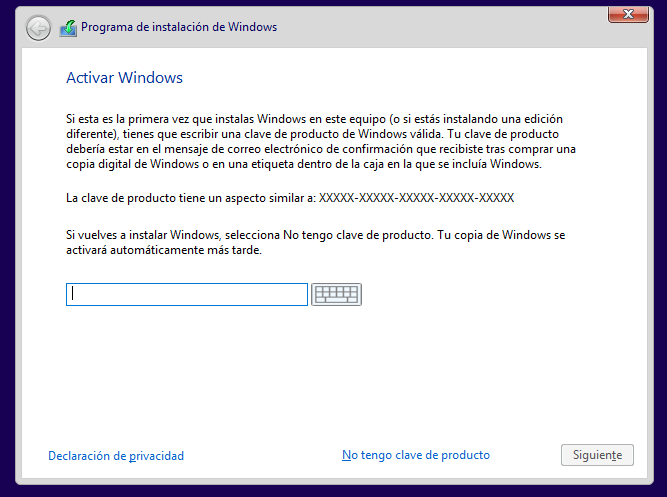 Programa de instalación de Windows
Activar Windows
Si esta es la primera vez que instalas Windows en este equipo (o si estás instalando una edición
diferente), tienes que escribir una clave de producto de Windows válida. Tu clave de producto
debería estar en el mensaje de correo electrónico de confirmación que recibiste tras comprar una
copia digital de Windows o en una etiqueta dentro de la caja en la que se incluía Windows.
La clave de producto tiene un aspecto similar a: XXXXX-XXXXX-XXXXX-XXXXX-XXXXX
Si vuelves a instalar Windows, selecciona No tengo clave de producto. Tu copia de Windows se
activará automáticamente más tarde.
Declaración de privacidad
No tengo clave de producto
Siguiente